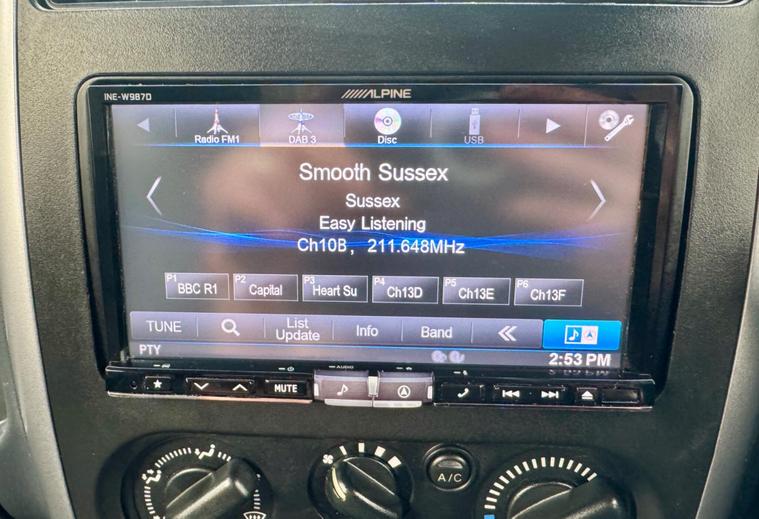 INE-W987D
ALPINE
Radio FM1
DAB 3
Disc
USB
Smooth Sussex
Sussex
Easy Listening
Ch10B, 211.648MHz
P1 BBC R1
P2 Capital
P3 Heart Su
P4 Ch13D
P5 Ch13E
P6 Ch13F
TUNE
List
Update
Info
Band
PTY
2:53 PM
AUDIO
MUTE
A/C